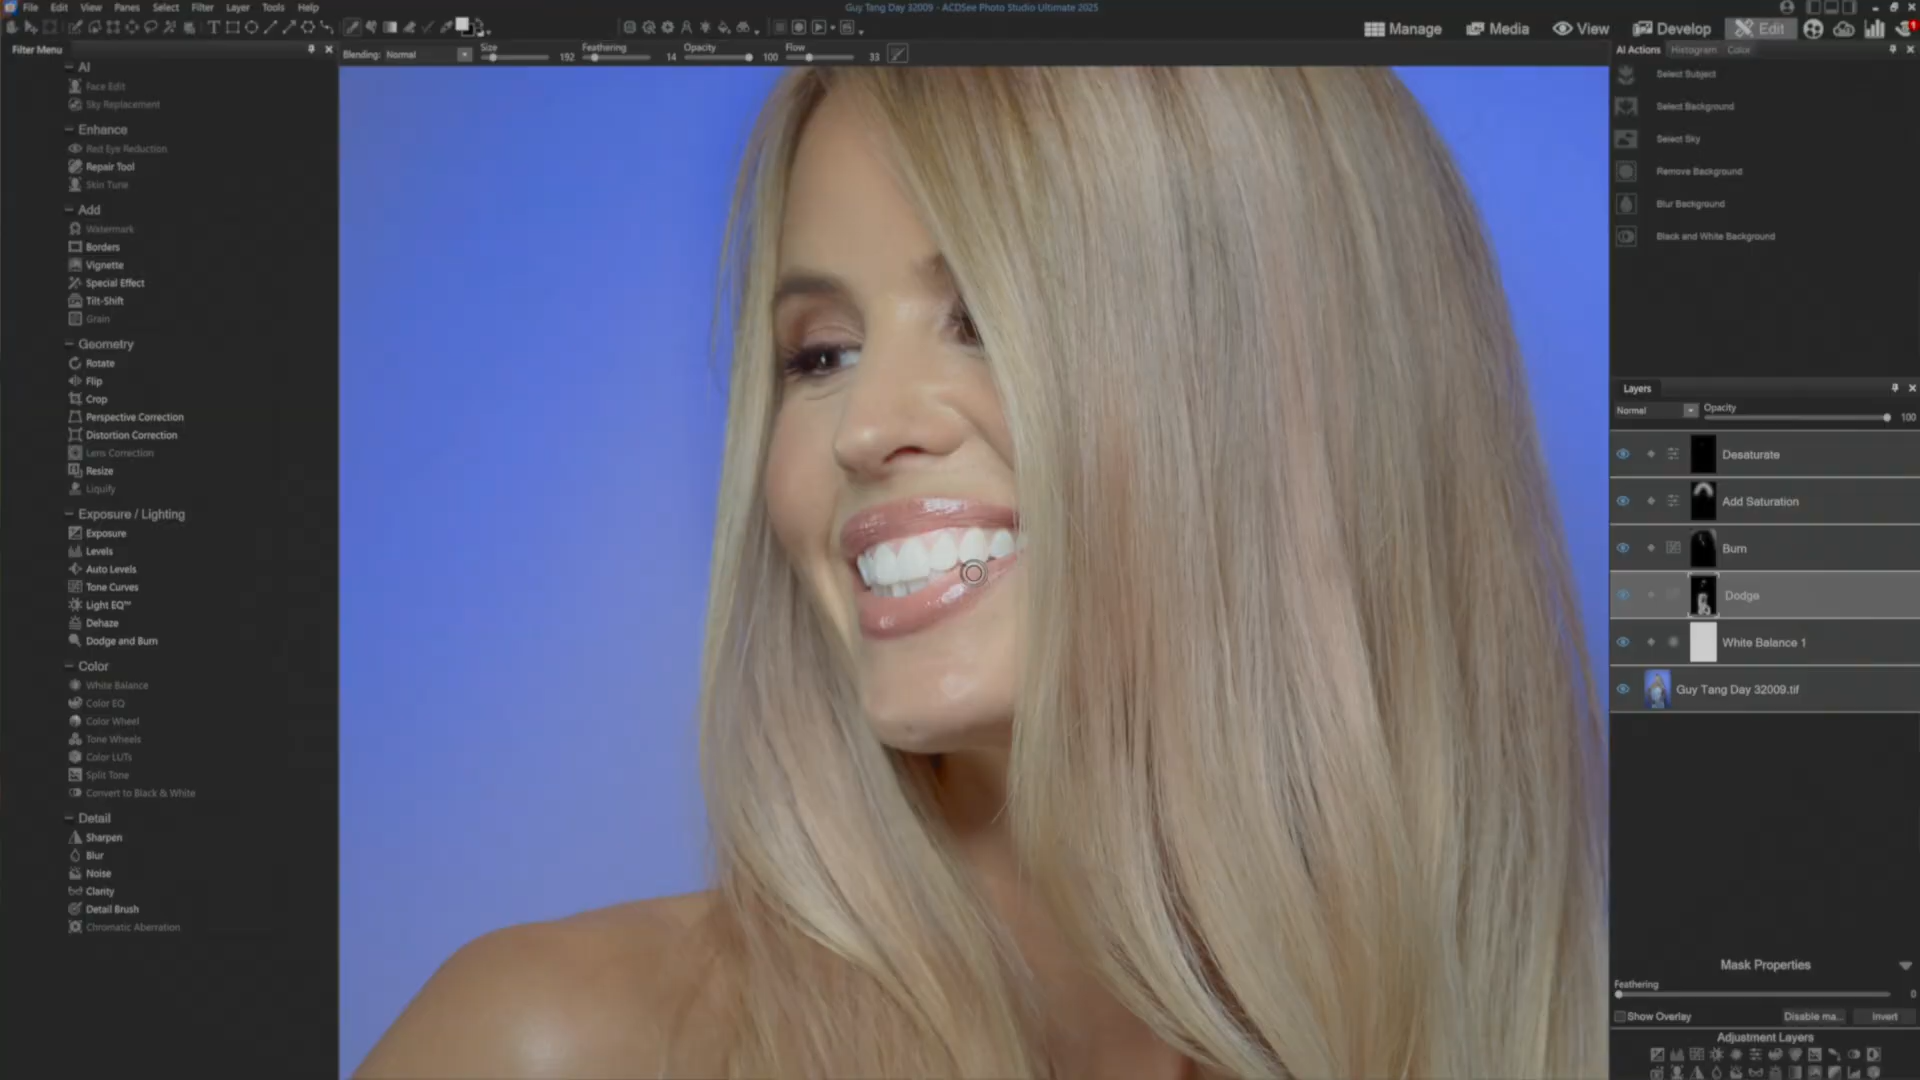 File Edit View Panes Select Filter Layer Tools Help
Guy Tang Day 32009 - ACDSee Photo Studio Ultimate 2025
Manage Media View Develop Edit
Filter Menu
Blending: Normal Size 192 Feathering 14 Opacity 100 Flow 33
AI Actions Histogram Color
AI
Face Edit
Sky Replacement
Enhance
Red Eye Reduction
Repair Tool
Skin Tune
Add
Watermark
Borders
Vignette
Special Effect
Tilt-Shift
Grain
Geometry
Rotate
Flip
Crop
Perspective Correction
Distortion Correction
Lens Correction
Resize
Liquify
Exposure / Lighting
Exposure
Levels
Auto Levels
Tone Curves
Light EQ™
Dehaze
Dodge and Burn
Color
White Balance
Color EQ
Color Wheel
Tone Wheels
Color LUTs
Split Tone
Convert to Black & White
Detail
Sharpen
Blur
Noise
Clarity
Detail Brush
Chromatic Aberration
Select Subject
Select Background
Select Sky
Remove Background
Blur Background
Black and White Background
Layers
Normal Opacity 100
Desaturate
Add Saturation
Burn
Dodge
White Balance 1
Guy Tang Day 32009.tif
Mask Properties
Feathering 0
Show Overlay Disable ma... Invert
Adjustment Layers